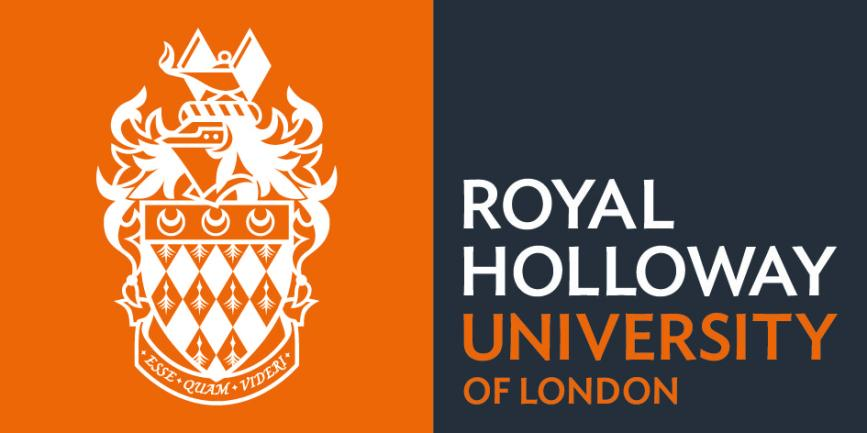 ESSE • QUAM • VIDERI
ROYAL
HOLLOWAY
UNIVERSITY
OF LONDON